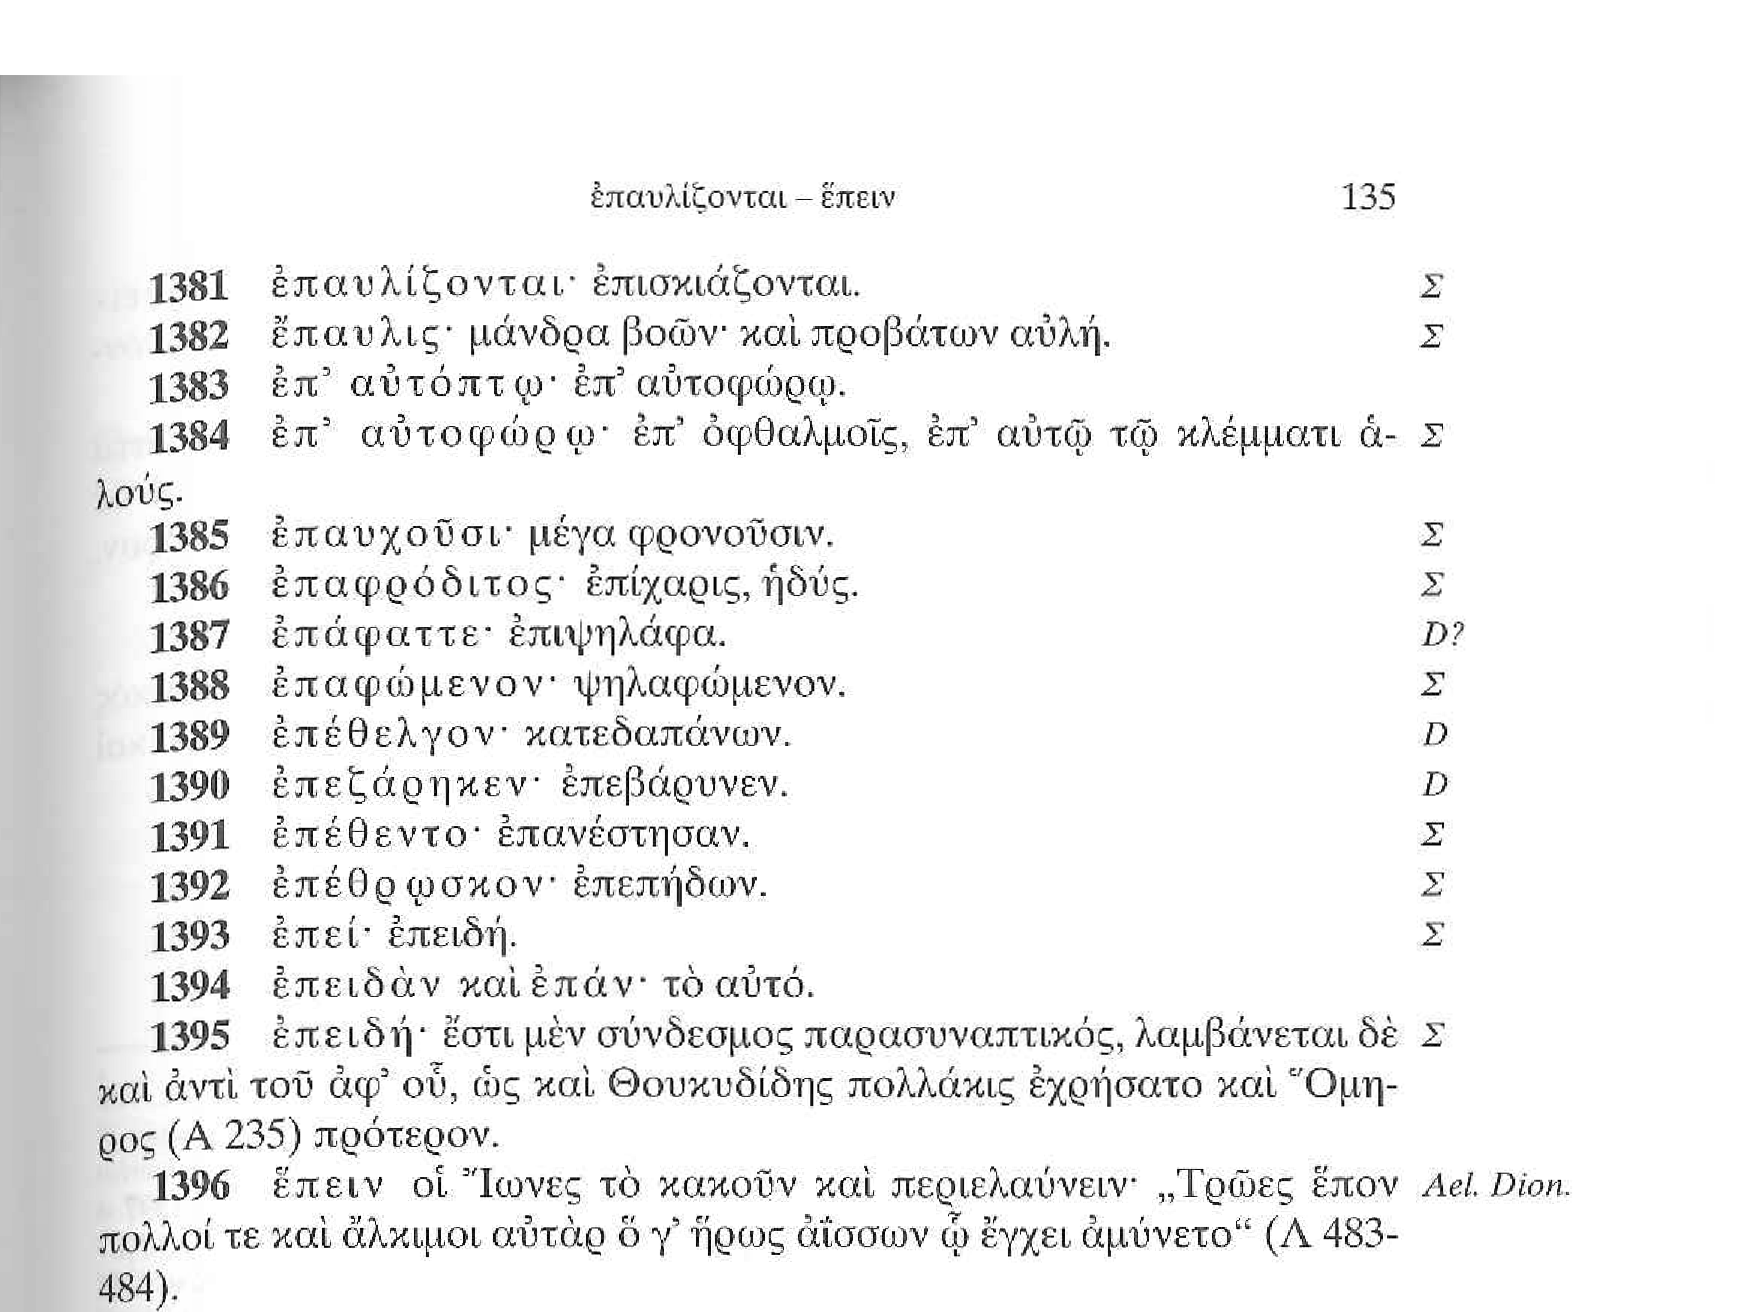 ἐπαυλίζονται – ἕπειν 135
1381 ἐπαυλίζονται· ἐπισκιάζονται. Σ
1382 ἔπαυλις· μάνδρα βοῶν· καὶ προβάτων αὐλή. Σ
1383 ἐπ’ αὐτόπτῳ· ἐπ’ αὐτοφώρῳ.
1384 ἐπ’ αὐτοφώρῳ· ἐπ’ ὀφθαλμοῖς, ἐπ’ αὐτῷ τῷ κλέμματι ἁ- Σ
λούς.
1385 ἐπαυχοῦσι· μέγα φρονοῦσιν. Σ
1386 ἐπαφρόδιτος· ἐπίχαρις, ἡδύς. Σ
1387 ἐπάφαττε· ἐπιψηλάφα. D?
1388 ἐπαφώμενον· ψηλαφώμενον. Σ
1389 ἐπέθελγον· κατεδαπάνων. D
1390 ἐπεζάρηκεν· ἐπεβάρυνεν. D
1391 ἐπέθεντο· ἐπανέστησαν. Σ
1392 ἐπέθρῳσκον· ἐπεπήδων. Σ
1393 ἐπεί· ἐπειδή. Σ
1394 ἐπειδὰν καὶ ἐπάν· τὸ αὐτό.
1395 ἐπειδή· ἔστι μὲν σύνδεσμος παρασυναπτικός, λαμβάνεται δὲ Σ
καὶ ἀντὶ τοῦ ἀφ’ οὗ, ὡς καὶ Θουκυδίδης πολλάκις ἐχρήσατο καὶ Ὅμη-
ρος (Α 235) πρότερον.
1396 ἕπειν οἱ Ἴωνες τὸ κακοῦν καὶ περιελαύνειν· „Τρῶες ἕπον Ael. Dion.
πολλοί τε καὶ ἄλκιμοι αὐτὰρ ὅ γ’ ἥρως ἀΐσσων ᾧ ἔγχει ἀμύνετο“ (Λ 483-
484).